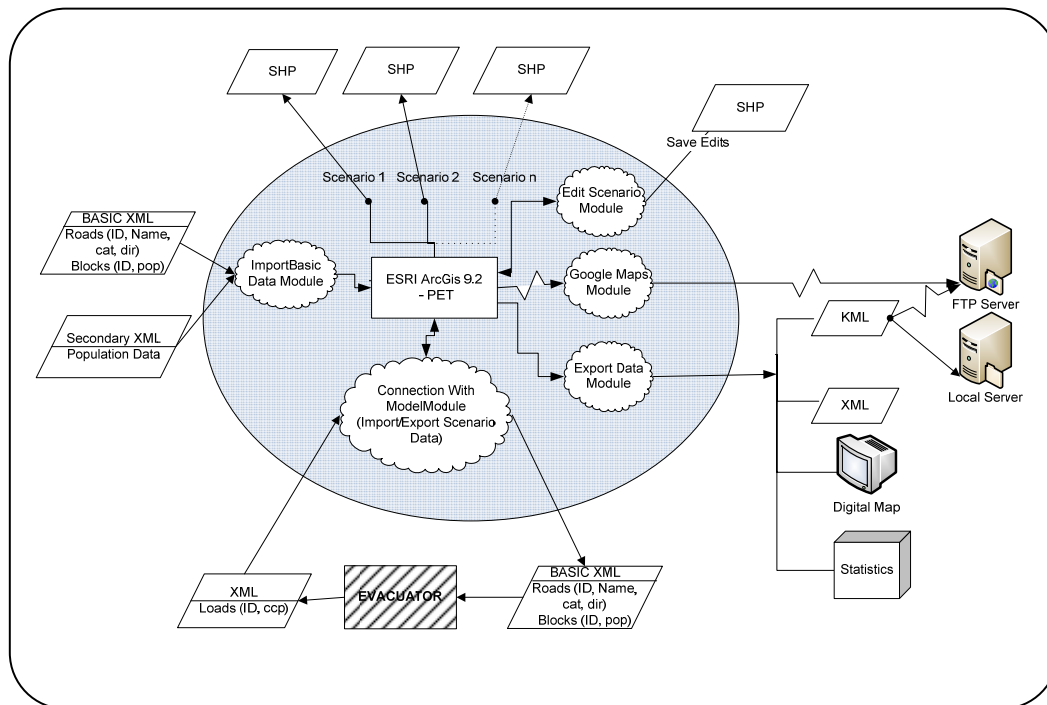 SHP
SHP
SHP
SHP
Save Edits
Scenario 1
Scenario 2
Scenario n
Edit Scenario
Module
BASIC XML
Roads (ID, Name,
cat, dir)
Blocks (ID, pop)
ImportBasic
Data Module
ESRI ArcGis 9.2
- PET
Google Maps
Module
FTP Server
KML
Secondary XML
Population Data
Export Data
Module
Local Server
Connection With
ModelModule
(Import/Export Scenario
Data)
XML
Digital Map
Statistics
XML
Loads (ID, ccp)
EVACUATOR
BASIC XML
Roads (ID, Name,
cat, dir)
Blocks (ID, pop)